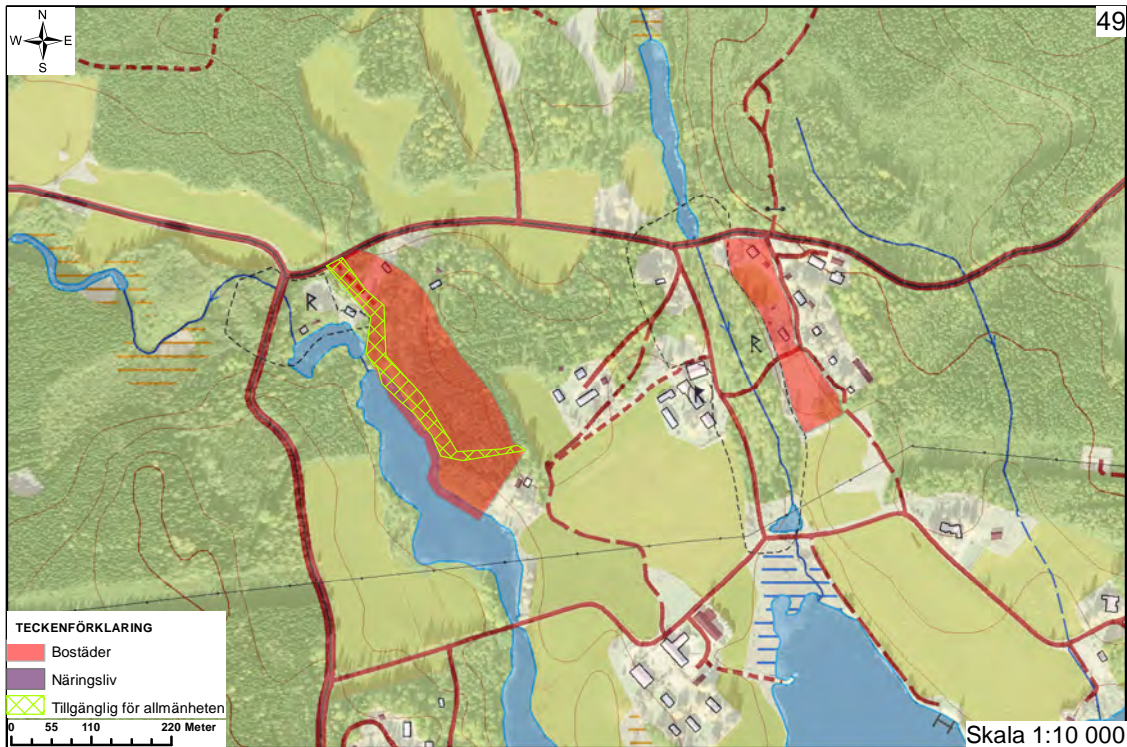 N
W E
S
49
TECKENFÖRKLARING
Bostäder
Näringsliv
Tillgänglig för allmänheten
0 55 110 220 Meter
Skala 1:10 000